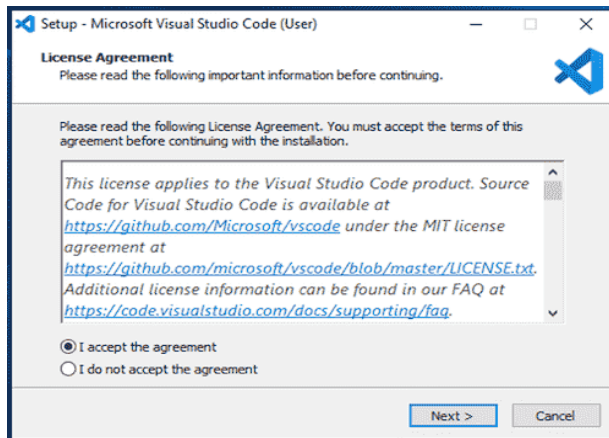 Setup - Microsoft Visual Studio Code (User)
License Agreement
Please read the following important information before continuing.
Please read the following License Agreement. You must accept the terms of this
agreement before continuing with the installation.
This license applies to the Visual Studio Code product. Source
Code for Visual Studio Code is available at
https://github.com/Microsoft/vscode under the MIT license
agreement at
https://github.com/microsoft/vscode/blob/master/LICENSE.txt.
Additional license information can be found in our FAQ at
https://code.visualstudio.com/docs/supporting/faq.
I accept the agreement
I do not accept the agreement
Next >
Cancel